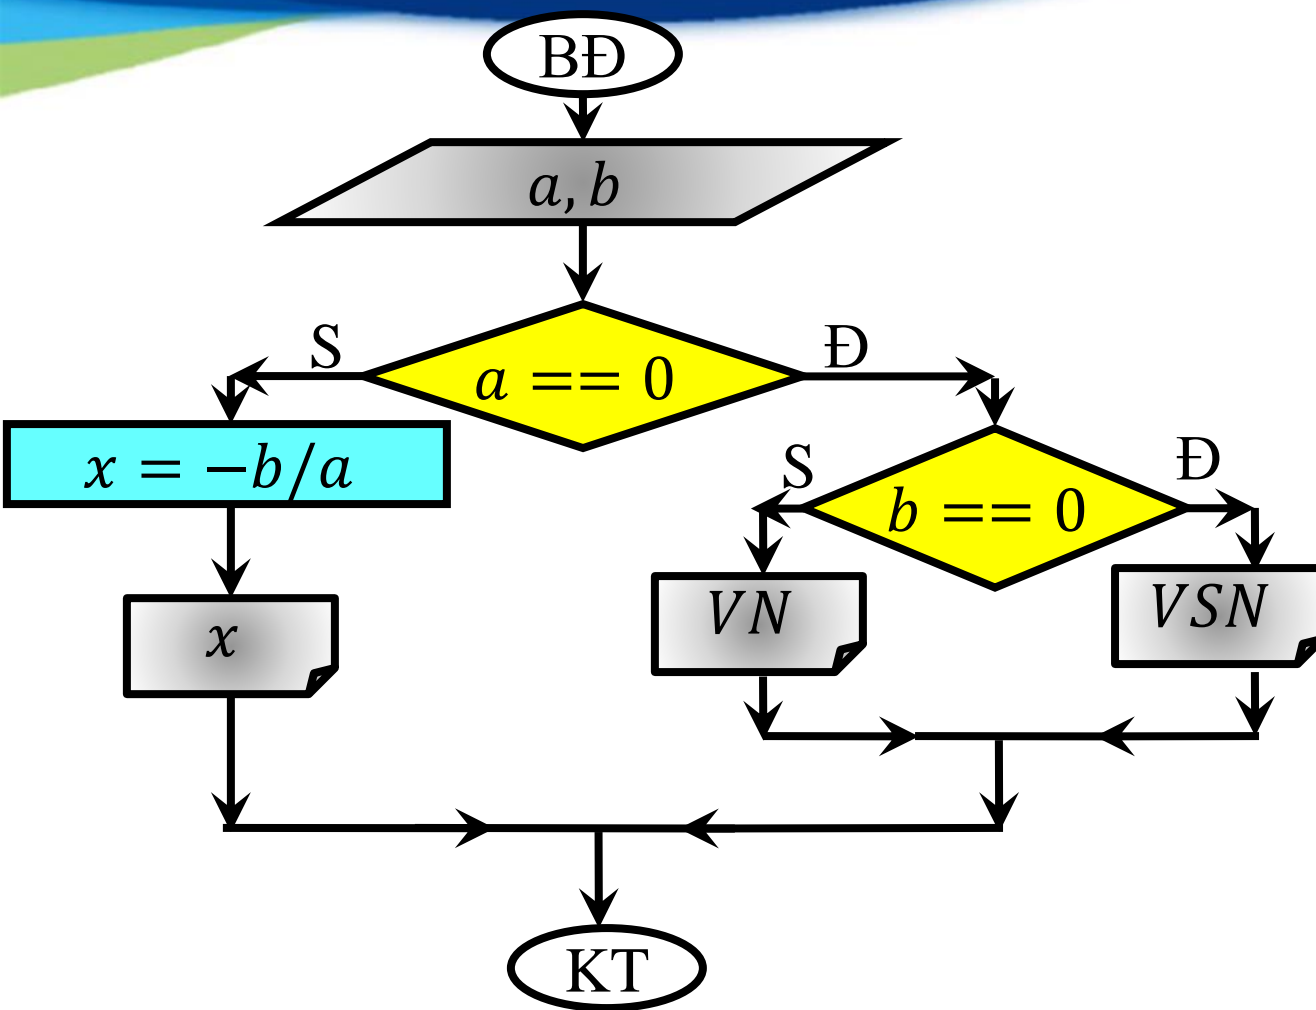 BĐ
a, b
S
a == 0
Đ
x = −b/a
S
b == 0
Đ
x
VN
VSN
KT